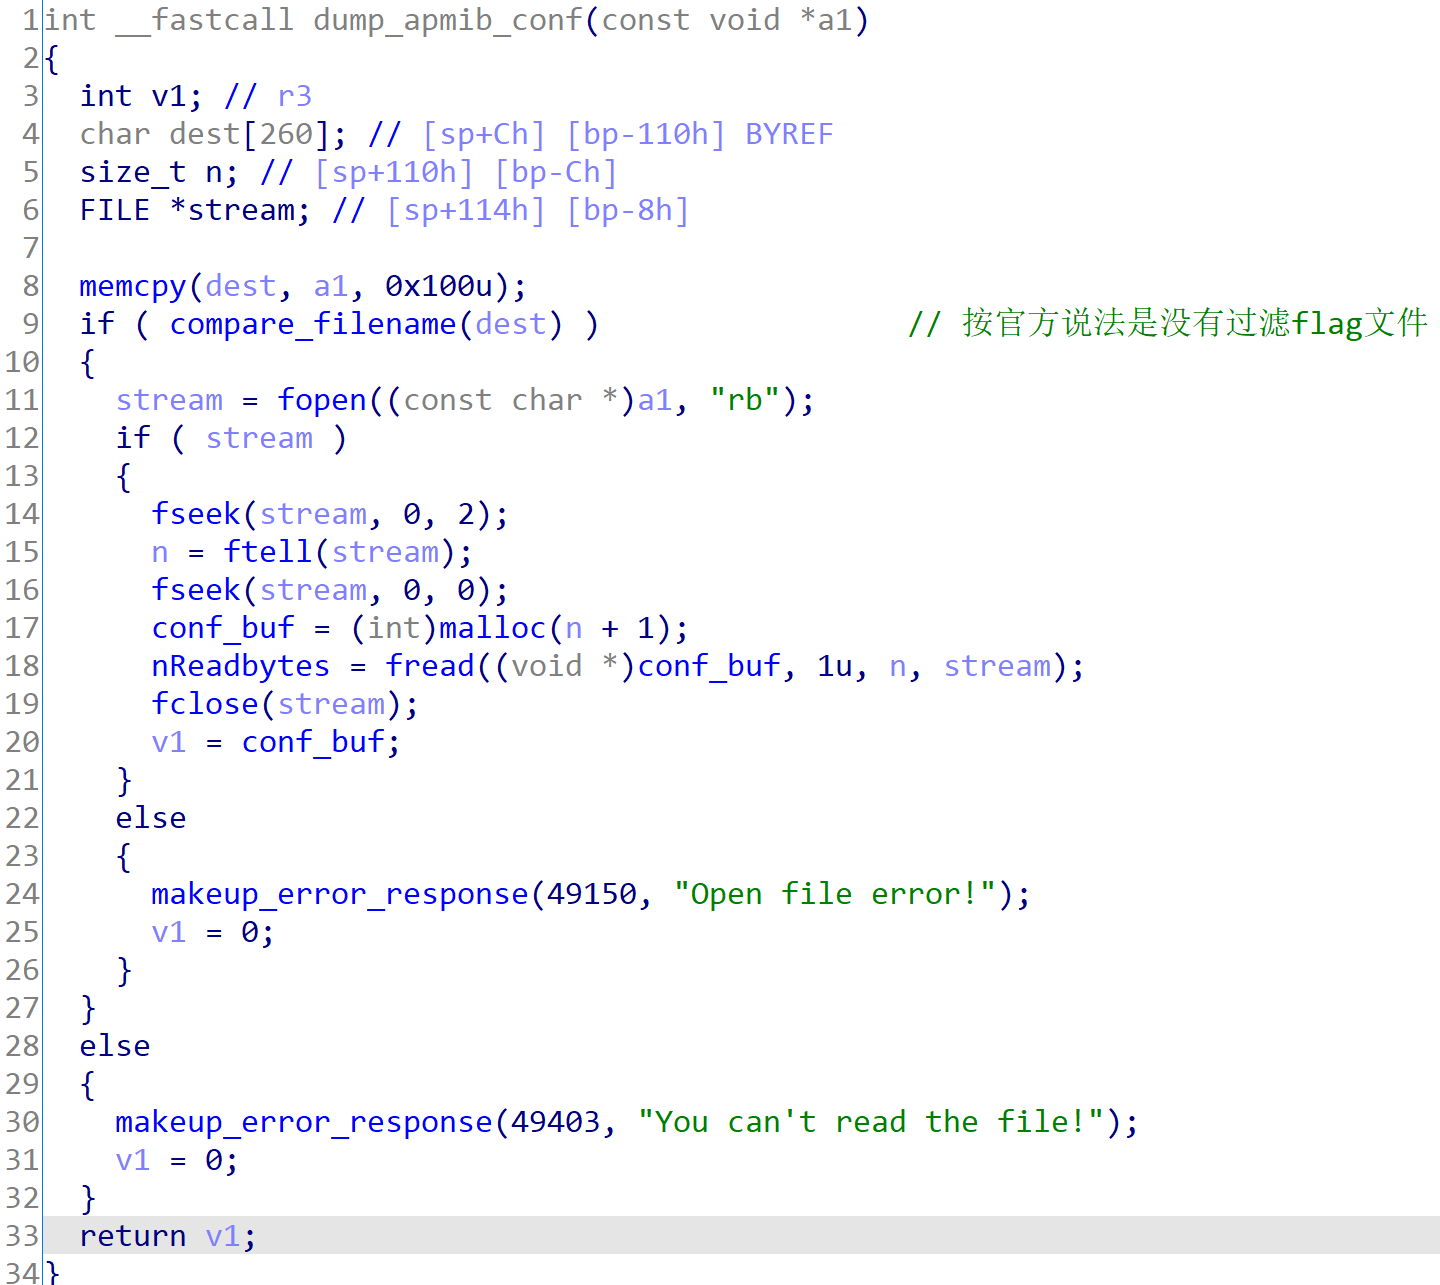 1 int __fastcall dump_apmib_conf(const void *a1)
2 {
3   int v1; // r3
4   char dest[260]; // [sp+Ch] [bp-110h] BYREF
5   size_t n; // [sp+110h] [bp-Ch]
6   FILE *stream; // [sp+114h] [bp-8h]
7
8   memcpy(dest, a1, 0x100u);
9   if ( compare_filename(dest) )                 // 按官方说法是没有过滤flag文件
10   {
11     stream = fopen((const char *)a1, "rb");
12     if ( stream )
13     {
14       fseek(stream, 0, 2);
15       n = ftell(stream);
16       fseek(stream, 0, 0);
17       conf_buf = (int)malloc(n + 1);
18       nReadbytes = fread((void *)conf_buf, 1u, n, stream);
19       fclose(stream);
20       v1 = conf_buf;
21     }
22     else
23     {
24       makeup_error_response(49150, "Open file error!");
25       v1 = 0;
26     }
27   }
28   else
29   {
30     makeup_error_response(49403, "You can't read the file!");
31     v1 = 0;
32   }
33   return v1;
34 }